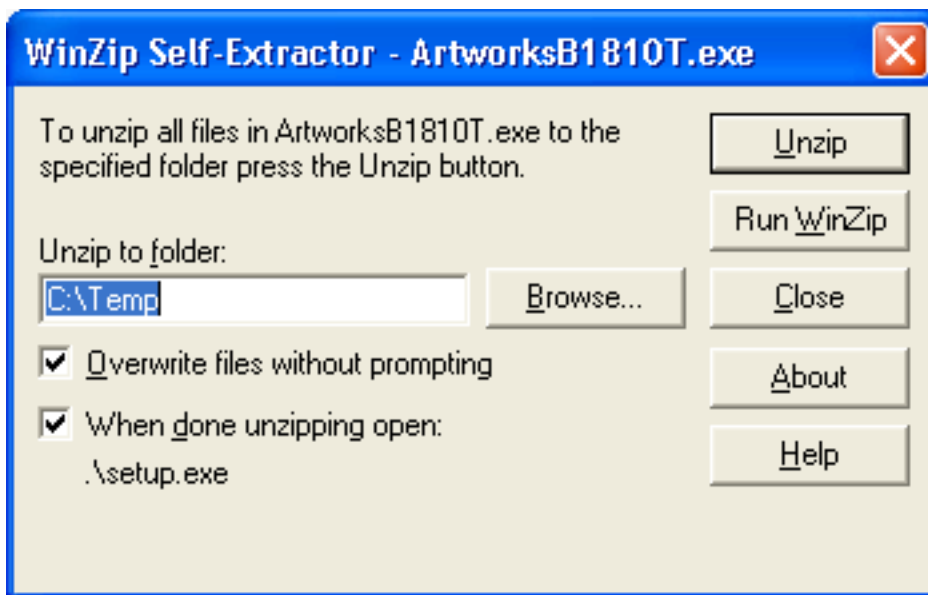 WinZip Self-Extractor - ArtworksB1810T.exe
To unzip all files in ArtworksB1810T.exe to the
specified folder press the Unzip button.
Unzip to folder:
C:\Temp
Browse...
Overwrite files without prompting
When done unzipping open:
.\setup.exe
Unzip
Run WinZip
Close
About
Help